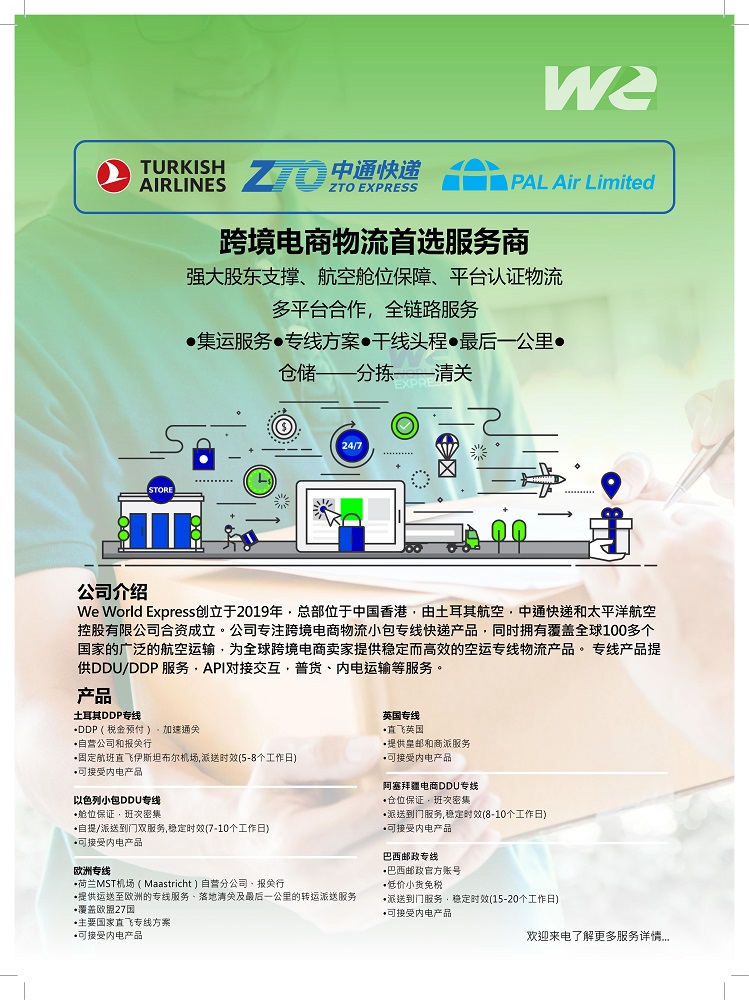 we
TURKISH AIRLINES
ZTO 中通快递
ZTO EXPRESS
PAL Air Limited
跨境电商物流首选服务商
强大股东支撑、航空舱位保障、平台认证物流
多平台合作，全链路服务
●集运服务●专线方案●干线头程●最后一公里●
仓储——分拣——清关
24/7
STORE
公司介绍
We World Express创立于2019年，总部位于中国香港，由土耳其航空，中通快递和太平洋航空
控股有限公司合资成立。公司专注跨境电商物流小包专线快递产品，同时拥有覆盖全球100多个
国家的广泛的航空运输，为全球跨境电商卖家提供稳定而高效的空运专线物流产品。 专线产品提
供DDU/DDP 服务，API对接交互，普货、内电运输等服务。
产品
土耳其DDP专线
•DDP（税金预付），加速通关
•自营公司和报关行
•固定航班直飞伊斯坦布尔机场,派送时效(5-8个工作日)
•可接受内电产品
以色列小包DDU专线
•舱位保证，班次密集
•自提/派送到门双服务,稳定时效(7-10个工作日)
•可接受内电产品
欧洲专线
•荷兰MST机场（Maastricht）自营分公司、报关行
•提供运送至欧洲的专线服务、落地清关及最后一公里的转运派送服务
•覆盖欧盟27国
•主要国家直飞专线方案
•可接受内电产品
英国专线
•直飞英国
•提供皇邮和商派服务
•可接受内电产品
阿塞拜疆电商DDU专线
•仓位保证，班次密集
•派送到门服务,稳定时效(8-10个工作日)
•可接受内电产品
巴西邮政专线
•巴西邮政官方账号
•低价小货免税
•派送到门服务，稳定时效(15-20个工作日)
•可接受内电产品
欢迎来电了解更多服务详情...